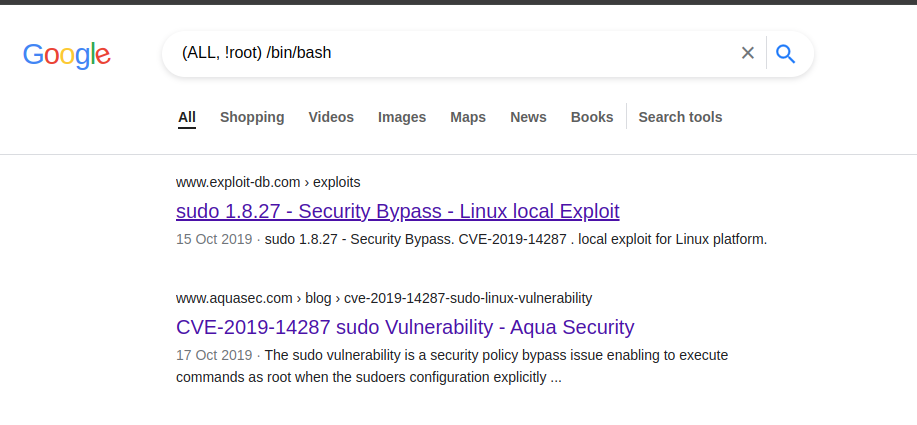 Google
(ALL, !root) /bin/bash
All Shopping Videos Images Maps News Books Search tools
www.exploit-db.com › exploits
sudo 1.8.27 - Security Bypass - Linux local Exploit
15 Oct 2019 · sudo 1.8.27 - Security Bypass. CVE-2019-14287 . local exploit for Linux platform.
www.aquasec.com › blog › cve-2019-14287-sudo-linux-vulnerability
CVE-2019-14287 sudo Vulnerability - Aqua Security
17 Oct 2019 · The sudo vulnerability is a security policy bypass issue enabling to execute
commands as root when the sudoers configuration explicitly ...